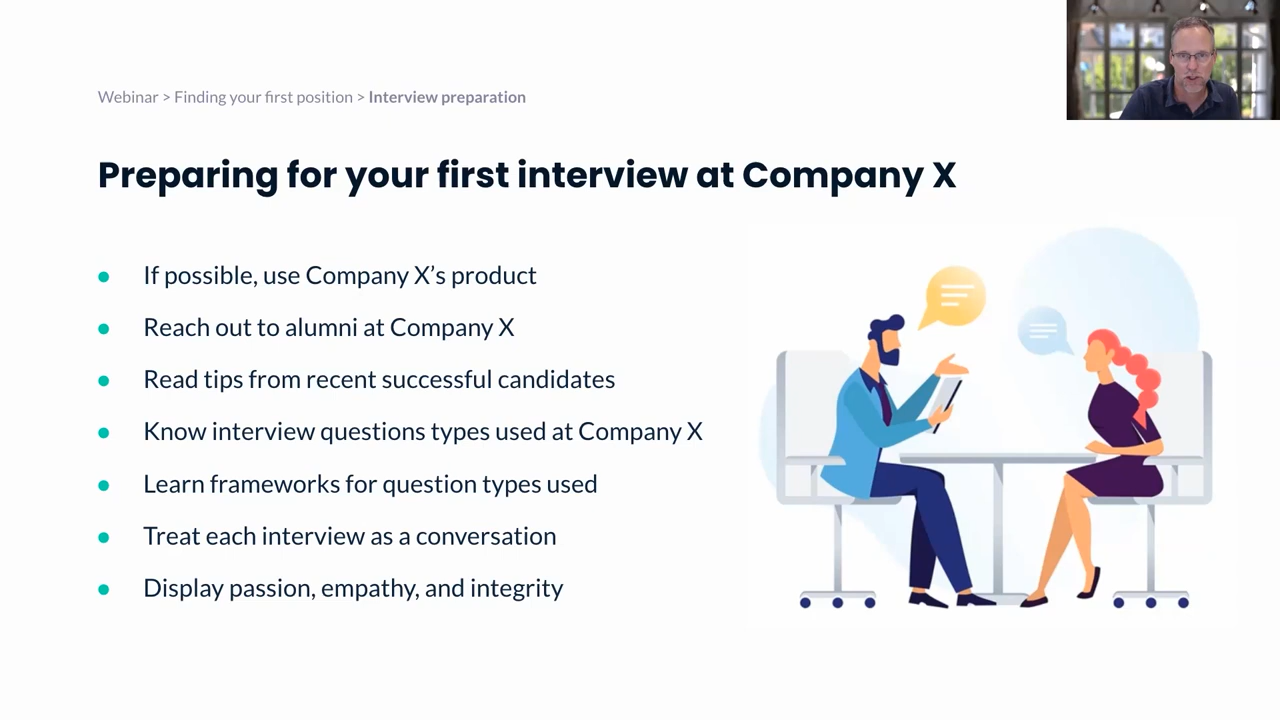 Webinar > Finding your first position > Interview preparation
Preparing for your first interview at Company X
● If possible, use Company X’s product
● Reach out to alumni at Company X
● Read tips from recent successful candidates
● Know interview questions types used at Company X
● Learn frameworks for question types used
● Treat each interview as a conversation
● Display passion, empathy, and integrity